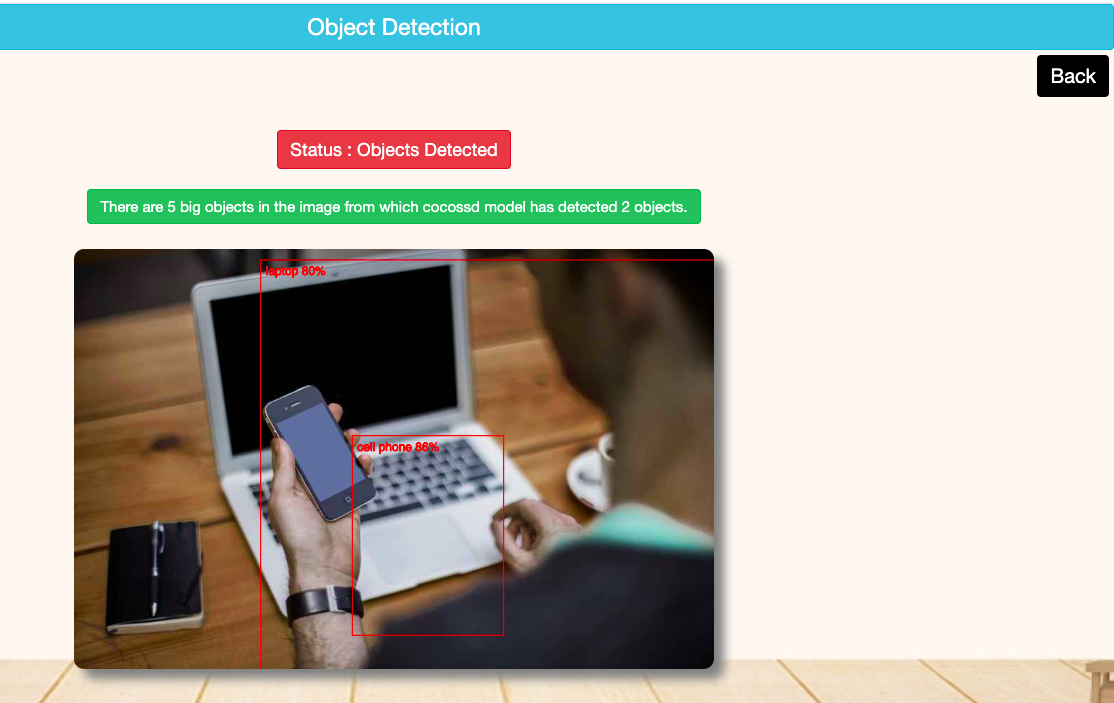 Object Detection
Back
Status : Objects Detected
There are 5 big objects in the image from which cocossd model has detected 2 objects.
laptop 80%
cell phone 86%